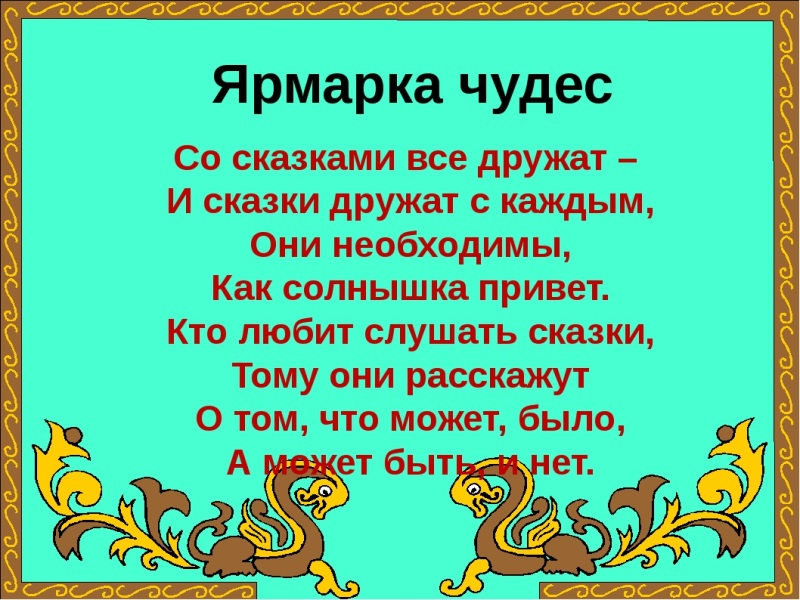 Ярмарка чудес
Со сказками все дружат –
И сказки дружат с каждым,
Они необходимы,
Как солнышка привет.
Кто любит слушать сказки,
Тому они расскажут
О том, что может, было,
А может быть, и нет.